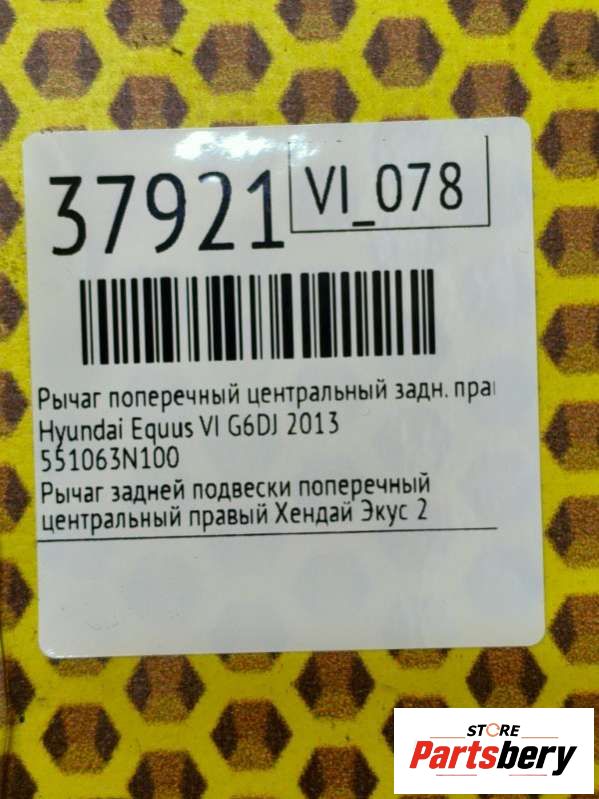 37921
VI_078
Рычаг поперечный центральный задн.
Hyundai Equus VI G6DJ 2013
551063N100
Рычаг задней подвески поперечный
центральный правый Хендай Экус 2
STORE
Partsbery